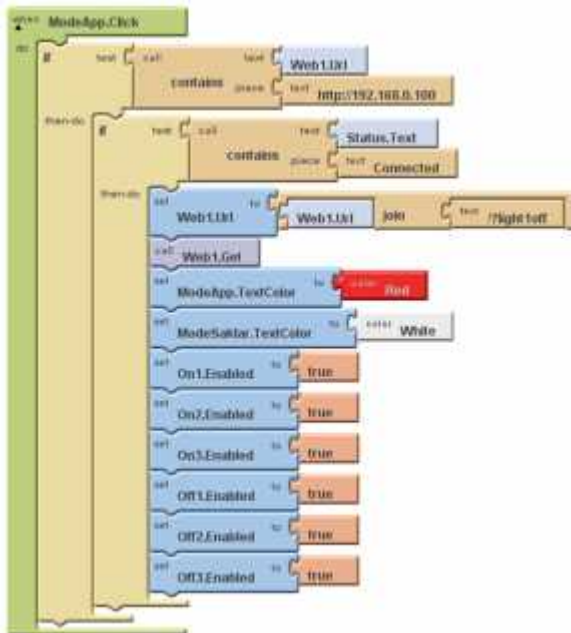 when ModeApp.Click
do if test call text Web1.Url
contains piece text http://192.168.0.100
then-do if test call text Status.Text
contains piece text Connected
then-do set Web1.Url to Web1.Url join text /?light1off
call Web1.Get
set ModeApp.TextColor to color Red
set ModeSaklar.TextColor to color White
set On1.Enabled to true
set On2.Enabled to true
set On3.Enabled to true
set Off1.Enabled to true
set Off2.Enabled to true
set Off3.Enabled to true